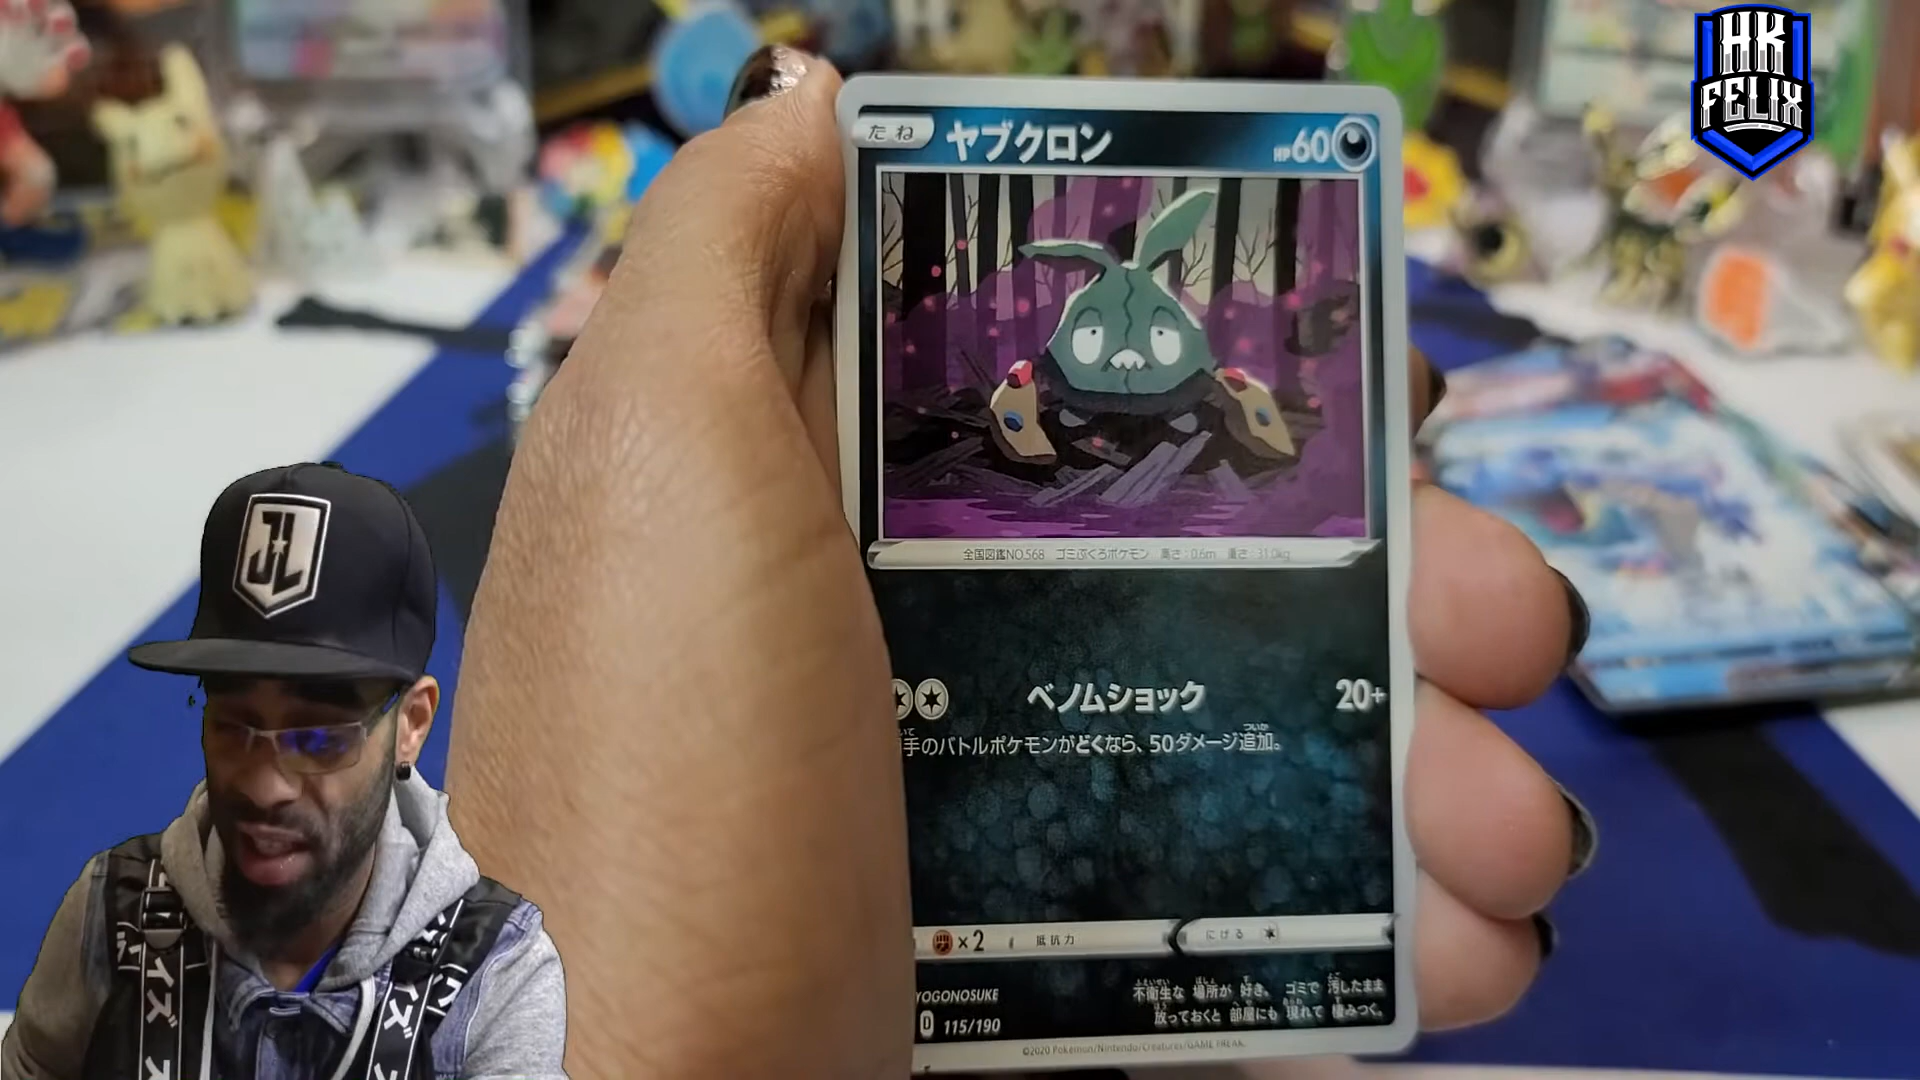 HK
FELIX
たね ヤブクロン HP60
全国図鑑NO.568 ゴミぶくろポケモン 高さ:0.6m 重さ:31.0kg
ベノムショック 20+
手のバトルポケモンがどくなら、50ダメージ追加。
×2 抵抗力 にげる
YOGONOSUKE
不衛生な 場所が 好き。 ゴミで 汚したまま
放っておくと 部屋にも 現れて 棲みつく。
D 115/190
©2020 Pokémon/Nintendo/Creatures/GAME FREAK.
JL
イズ
イズ